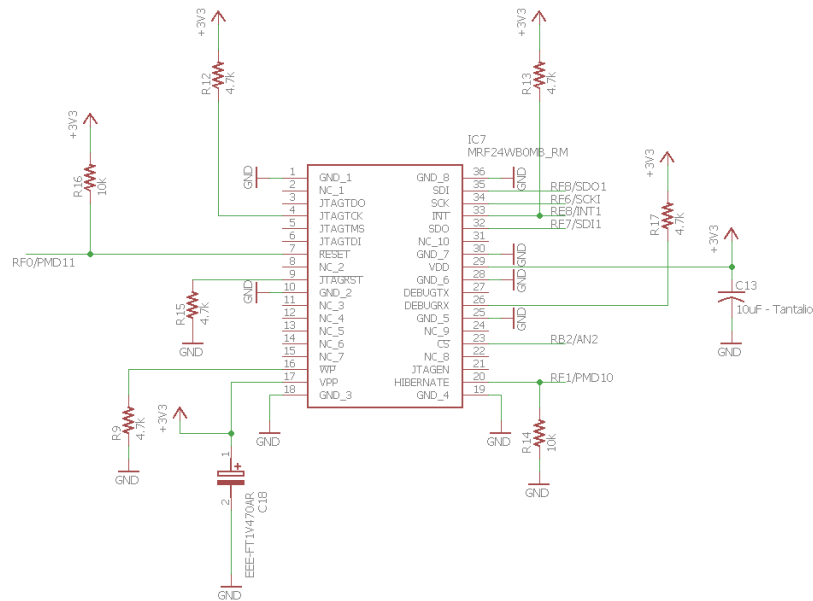 +3V3
R12
4.7k
+3V3
R13
4.7k
+3V3
R16
10k
RF0/PMD11
IC7
MRF24WB0MB_RM
GND
1 GND_1
2 NC_1
3 JTAGTDO
4 JTAGTCK
5 JTAGTMS
6 JTAGTDI
7 RESET
8 NC_2
9 JTAGRST
10 GND_2
11 NC_3
12 NC_4
13 NC_5
14 NC_6
15 NC_7
16 WP
17 VPP
18 GND_3
GND_8 36
SDI 35
SCK 34
INT 33
SDO 32
NC_10 31
GND_7 30
VDD 29
GND_6 28
DEBUGTX 27
DEBUGRX 26
GND_5 25
NC_9 24
CS 23
NC_8 22
JTAGEN 21
HIBERNATE 20
GND_4 19
GND
RF8/SDO1
RF6/SCKI
RE8/INT1
RF7/SDI1
GND
GND
GND
RB2/AN2
RF1/PMD10
+3V3
R17
4.7k
+3V3
C13
10uF - Tantalio
GND
GND
R15
4.7k
GND
R9
4.7k
GND
+3V3
GND
1
2
EEE-FT1V470AR
C18
GND
GND
R14
10k
GND